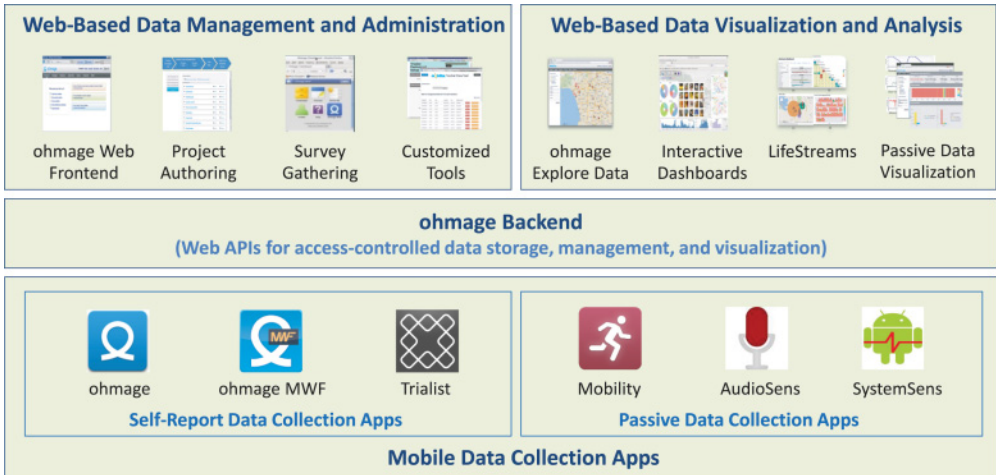 Web-Based Data Management and Administration
Web-Based Data Visualization and Analysis
ohmage Web
Frontend
Project
Authoring
Survey
Gathering
Customized
Tools
ohmage
Explore Data
Interactive
Dashboards
LifeStreams
Passive Data
Visualization
ohmage Backend
(Web APIs for access-controlled data storage, management, and visualization)
MWF
ohmage
ohmage MWF
Trialist
Mobility
AudioSens
SystemSens
Self-Report Data Collection Apps
Passive Data Collection Apps
Mobile Data Collection Apps